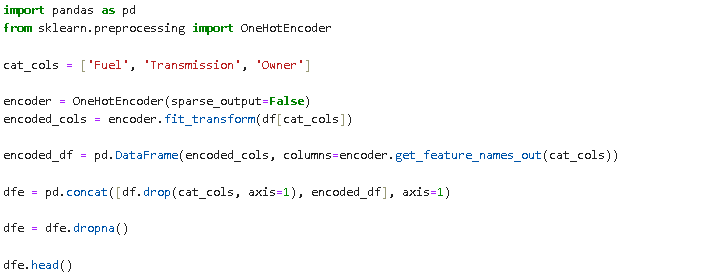 import pandas as pd
from sklearn.preprocessing import OneHotEncoder
cat_cols = ['Fuel', 'Transmission', 'Owner']
encoder = OneHotEncoder(sparse_output=False)
encoded_cols = encoder.fit_transform(df[cat_cols])
encoded_df = pd.DataFrame(encoded_cols, columns=encoder.get_feature_names_out(cat_cols))
dfe = pd.concat([df.drop(cat_cols, axis=1), encoded_df], axis=1)
dfe = dfe.dropna()
dfe.head()